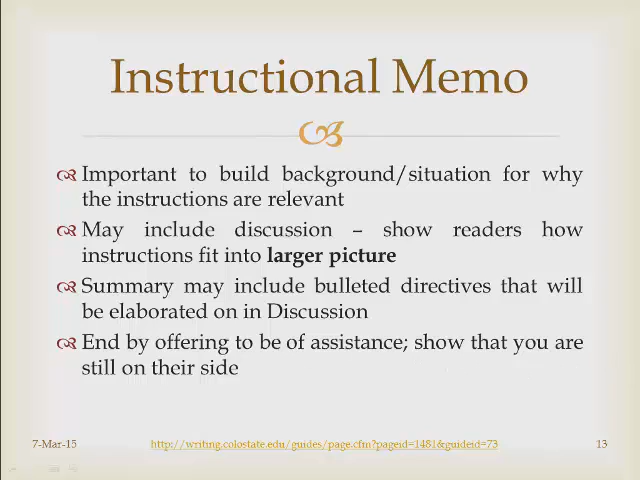 Instructional Memo
Important to build background/situation for why
the instructions are relevant
May include discussion – show readers how
instructions fit into larger picture
Summary may include bulleted directives that will
be elaborated on in Discussion
End by offering to be of assistance; show that you are
still on their side
7-Mar-15 http://writing.colostate.edu/guides/page.cfm?pageid=1481&guideid=73 13